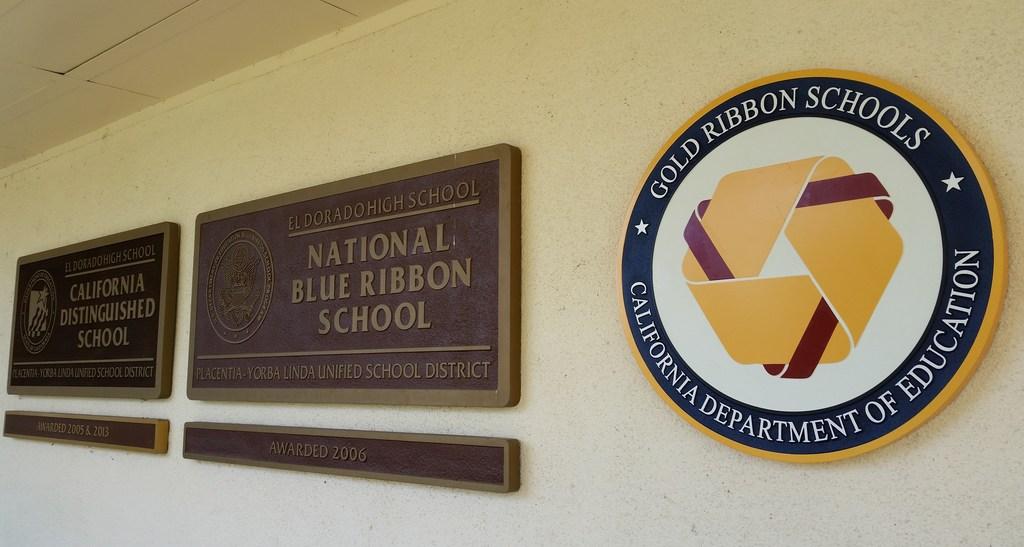 EL DORADO HIGH SCHOOL
CALIFORNIA
DISTINGUISHED
SCHOOL
PLACENTIA-YORBA LINDA UNIFIED SCHOOL DISTRICT
AWARDED 2005 & 2013
EL DORADO HIGH SCHOOL
NATIONAL
BLUE RIBBON
SCHOOL
PLACENTIA-YORBA LINDA UNIFIED SCHOOL DISTRICT
AWARDED 2006
GOLD RIBBON SCHOOLS
CALIFORNIA DEPARTMENT OF EDUCATION